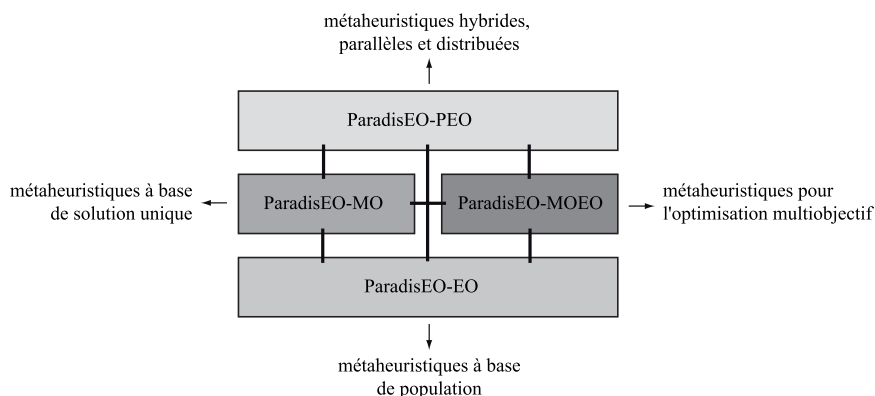 métaheuristiques hybrides,
parallèles et distribuées
ParadisEO-PEO
métaheuristiques à base
de solution unique
ParadisEO-MO
ParadisEO-MOEO
métaheuristiques pour
l'optimisation multiobjectif
ParadisEO-EO
métaheuristiques à base
de population